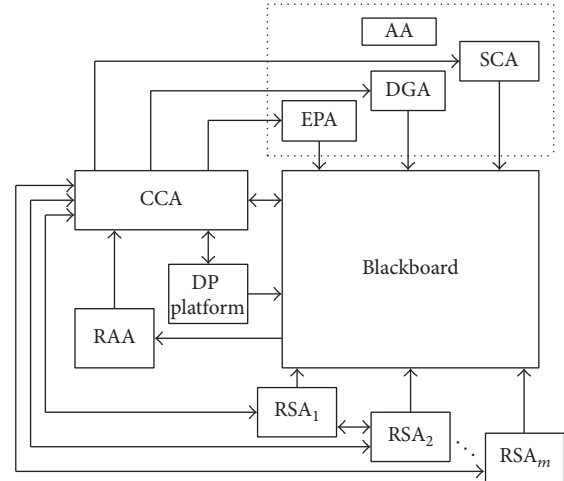 AA
SCA
DGA
EPA
CCA
Blackboard
DP
platform
RAA
RSA₁
RSA₂
RSAₘ